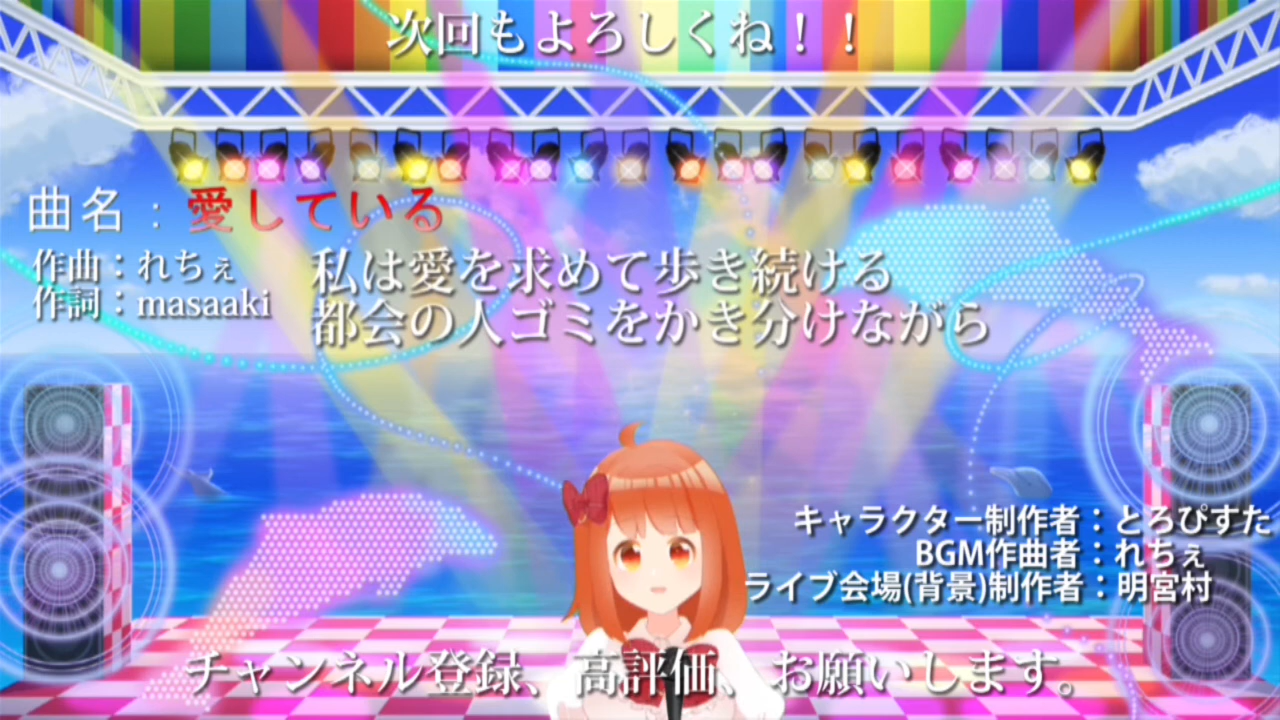 次回もよろしくね！！
曲名：愛している
作曲：れちぇ
作詞：masaaki
私は愛を求めて歩き続ける
都会の人ゴミをかき分けながら
キャラクター制作者：とろぴすた
BGM作曲者：れちぇ
ライブ会場(背景)制作者：明宮村
チャンネル登録、高評価、お願いします。